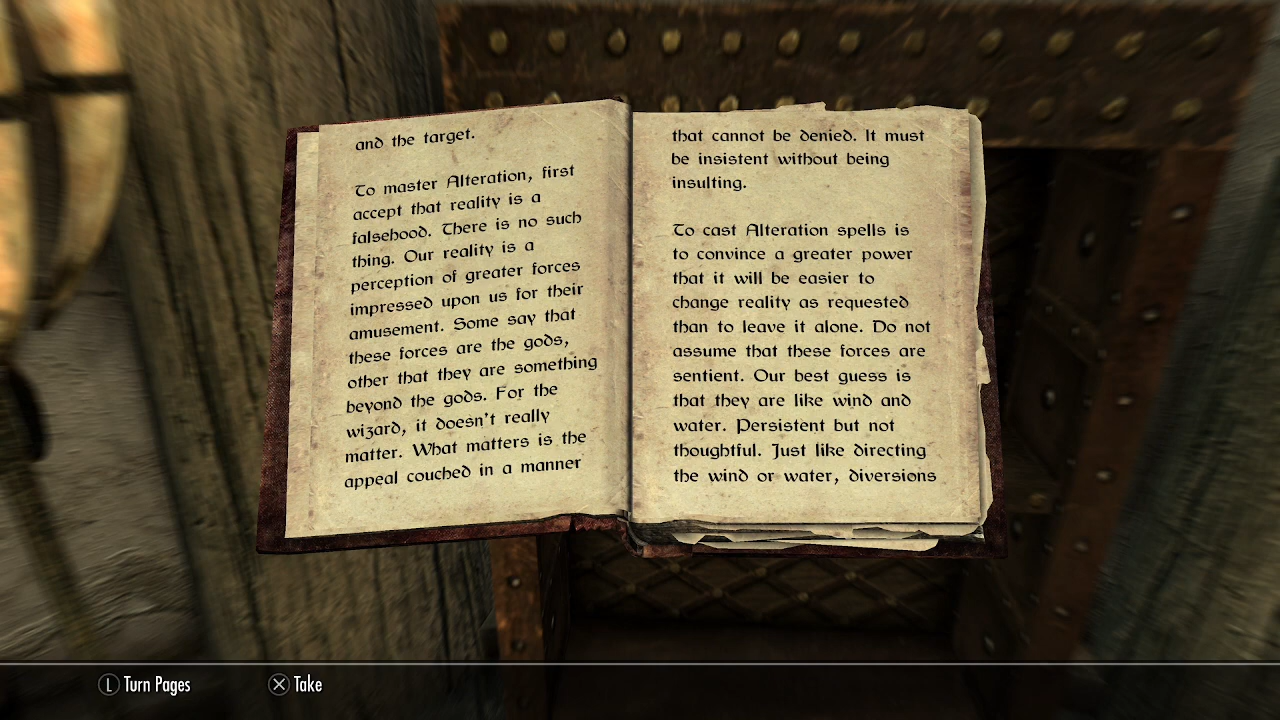 and the target.
To master Alteration, first
accept that reality is a
falsehood. There is no such
thing. Our reality is a
perception of greater forces
impressed upon us for their
amusement. Some say that
these forces are the gods,
other that they are something
beyond the gods. For the
wizard, it doesn't really
matter. What matters is the
appeal couched in a manner
that cannot be denied. It must
be insistent without being
insulting.
To cast Alteration spells is
to convince a greater power
that it will be easier to
change reality as requested
than to leave it alone. Do not
assume that these forces are
sentient. Our best guess is
that they are like wind and
water. Persistent but not
thoughtful. Just like directing
the wind or water, diversions
L Turn Pages
X Take